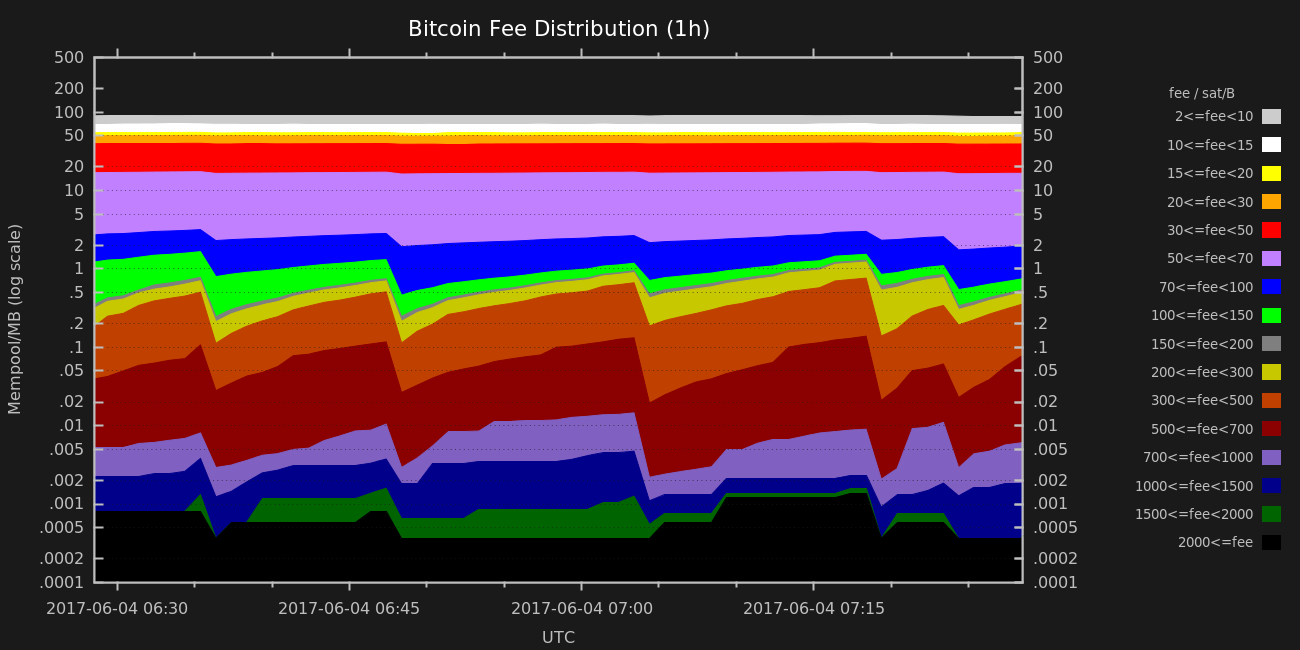 Bitcoin Fee Distribution (1h)
500
200
100
50
20
10
5
2
1
.5
.2
.1
.05
.02
.01
.005
.002
.001
.0005
.0002
.0001
Mempool/MB (log scale)
500
200
100
50
20
10
5
2
1
.5
.2
.1
.05
.02
.01
.005
.002
.001
.0005
.0002
.0001
2017-06-04 06:30 2017-06-04 06:45 2017-06-04 07:00 2017-06-04 07:15
UTC
fee / sat/B
2<=fee<10
10<=fee<15
15<=fee<20
20<=fee<30
30<=fee<50
50<=fee<70
70<=fee<100
100<=fee<150
150<=fee<200
200<=fee<300
300<=fee<500
500<=fee<700
700<=fee<1000
1000<=fee<1500
1500<=fee<2000
2000<=fee